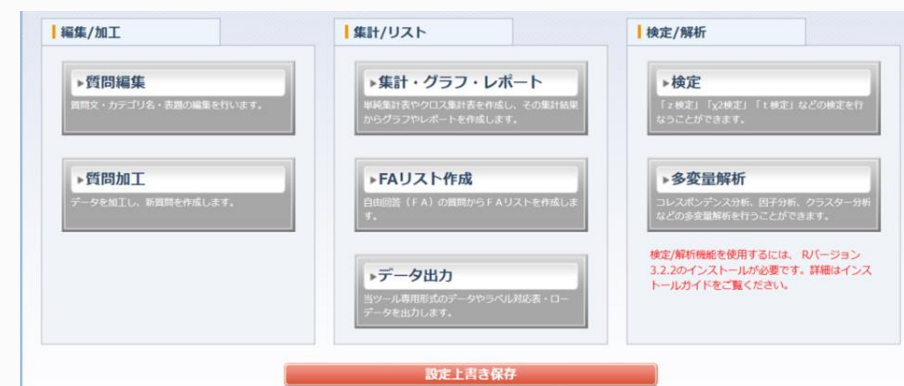 編集/加工
▶質問編集
質問文・カテゴリ名・表題の編集を行います。
▶質問加工
データを加工し、新質問を作成します。
集計/リスト
▶集計・グラフ・レポート
単純集計表やクロス集計表を作成し、その集計結果
からグラフやレポートを作成します。
▶FAリスト作成
自由回答（ＦＡ）の質問からＦＡリストを作成しま
す。
▶データ出力
当ツール専用形式のデータやラベル対応表・ロー
データを出力します。
検定/解析
▶検定
「ｚ検定」「χ2検定」「ｔ検定」などの検定を行
なうことができます。
▶多変量解析
コレスポンデンス分析、因子分析、クラスター分析
などの多変量解析を行うことができます。
検定/解析機能を使用するには、 Rバージョン
3.2.2のインストールが必要です。詳細はインス
トールガイドをご覧ください。
設定上書き保存